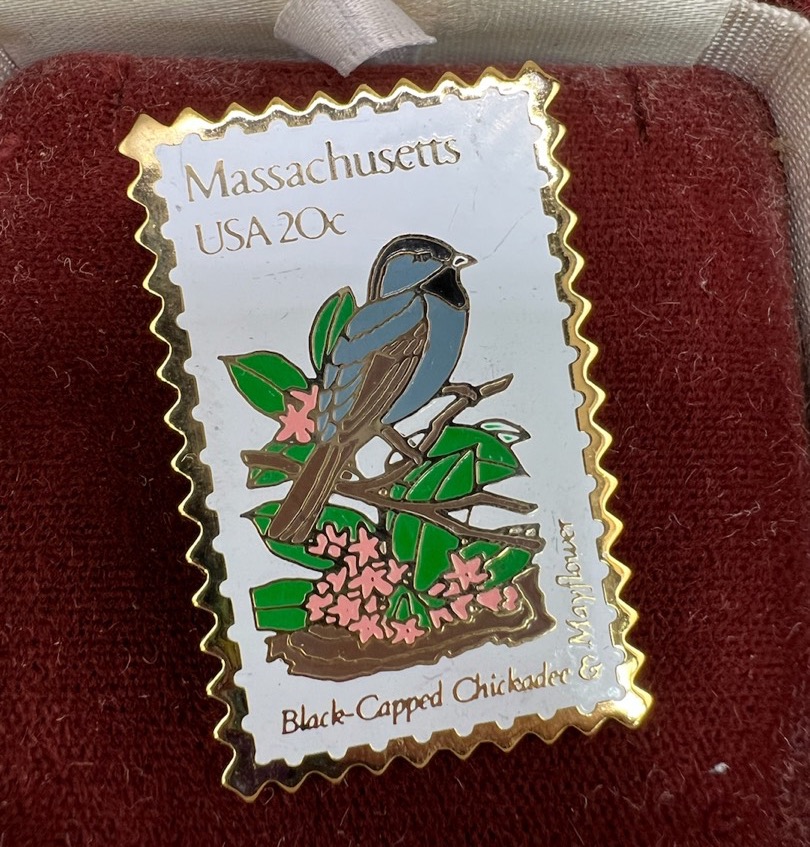 Massachusetts
USA 20c
Black-Capped Chickadee & Mayflower